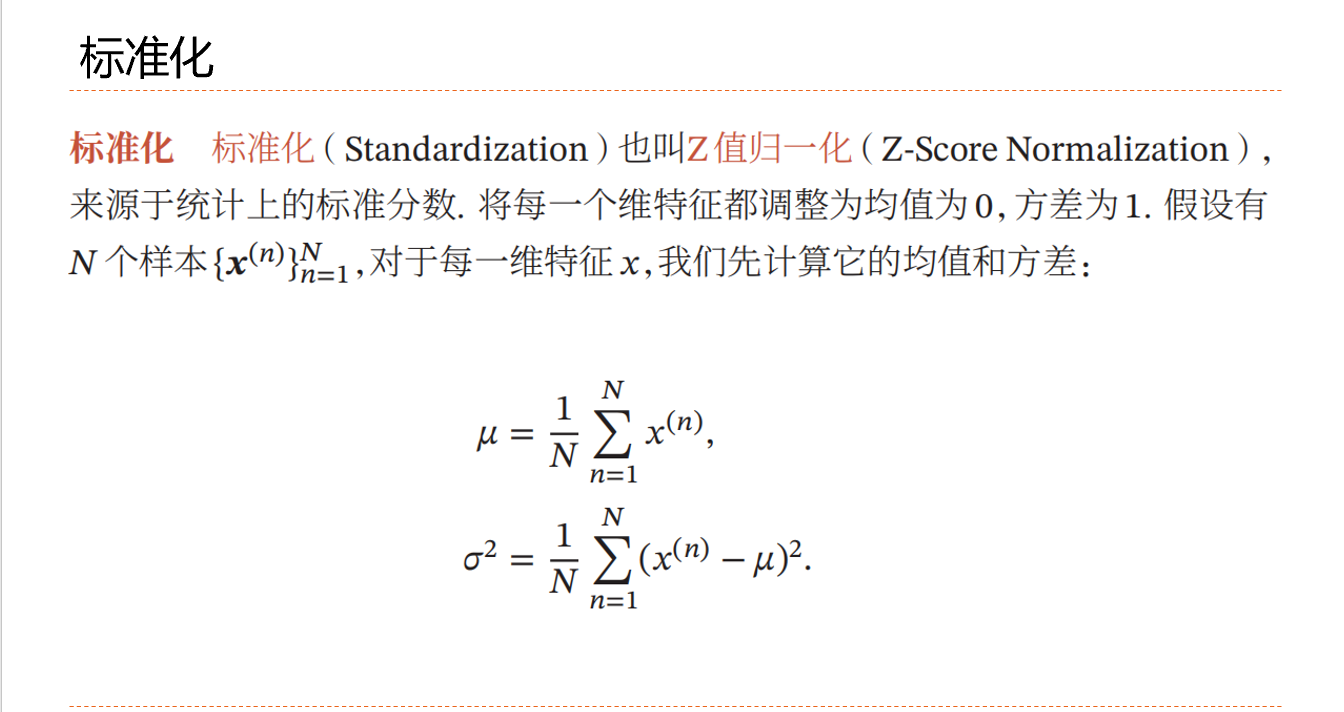 标准化
标准化 标准化（Standardization）也叫Z值归一化（Z-Score Normalization），
来源于统计上的标准分数. 将每一个维特征都调整为均值为 0, 方差为 1. 假设有
N 个样本 {x^{(n)}}_{n=1}^{N}, 对于每一维特征 x, 我们先计算它的均值和方差：
μ = \frac{1}{N} \sum_{n=1}^{N} x^{(n)},
σ^2 = \frac{1}{N} \sum_{n=1}^{N} (x^{(n)} − μ)^2.